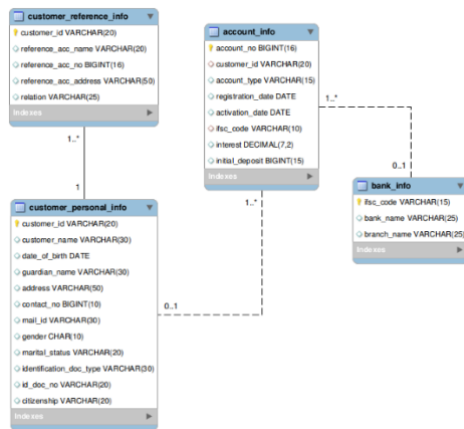 customer_reference_info
customer_id VARCHAR(20)
reference_acc_name VARCHAR(20)
reference_acc_no BIGINT(16)
reference_acc_address VARCHAR(50)
relation VARCHAR(25)
Indexes
1..*
1
customer_personal_info
customer_id VARCHAR(20)
customer_name VARCHAR(30)
date_of_birth DATE
guardian_name VARCHAR(30)
address VARCHAR(50)
contact_no BIGINT(10)
mail_id VARCHAR(30)
gender CHAR(10)
marital_status VARCHAR(20)
identification_doc_type VARCHAR(30)
id_doc_no VARCHAR(20)
citizenship VARCHAR(20)
Indexes
account_info
account_no BIGINT(16)
customer_id VARCHAR(20)
account_type VARCHAR(15)
registration_date DATE
activation_date DATE
ifsc_code VARCHAR(10)
interest DECIMAL(7,2)
initial_deposit BIGINT(15)
Indexes
1..*
0..1
1..*
0..1
bank_info
ifsc_code VARCHAR(15)
bank_name VARCHAR(25)
branch_name VARCHAR(25)
Indexes